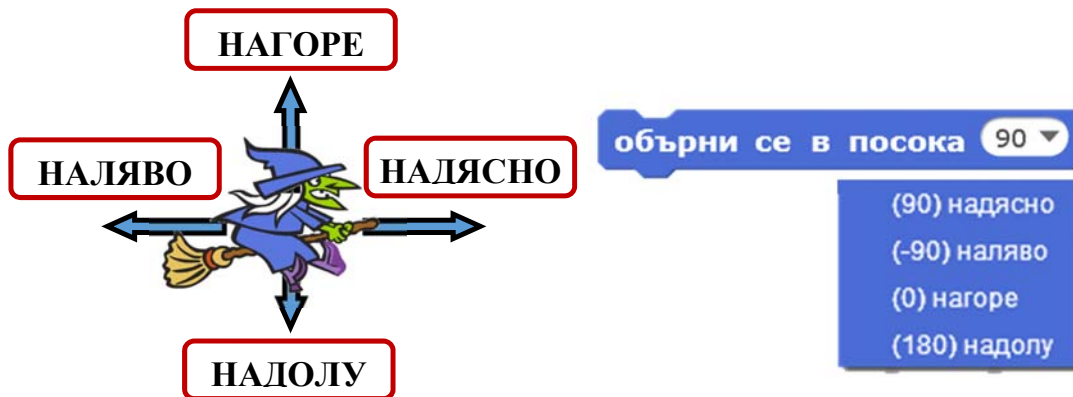 НАГОРЕ
НАЛЯВО
НАДЯСНО
НАДОЛУ
обърни се в посока 90
(90) надясно
(-90) наляво
(0) нагоре
(180) надолу